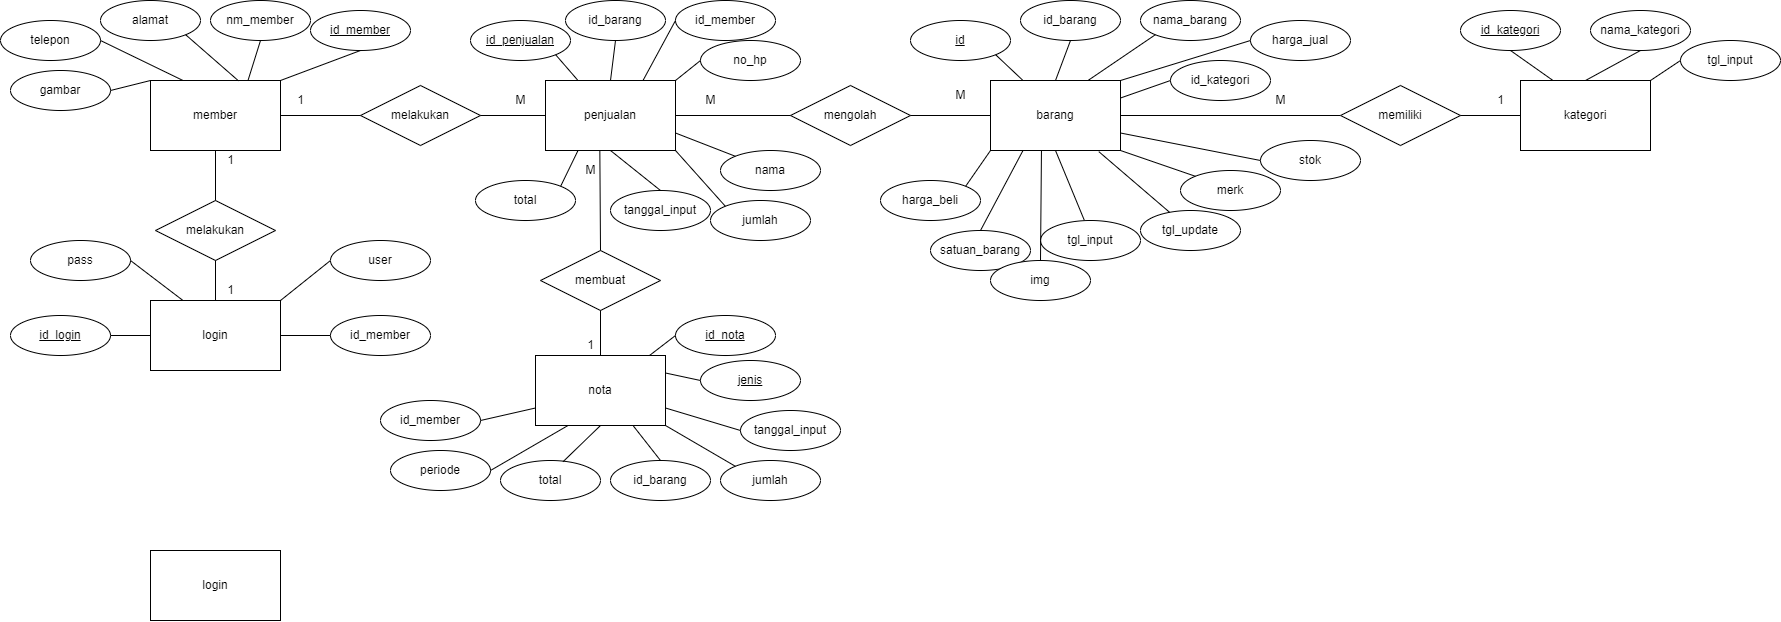 alamat
nm_member
id_member
telepon
gambar
member
1
melakukan
M
id_penjualan
id_barang
id_member
no_hp
penjualan
M
mengolah
M
id
id_barang
nama_barang
harga_jual
id_kategori
barang
M
memiliki
1
id_kategori
nama_kategori
tgl_input
kategori
1
melakukan
1
M
total
tanggal_input
nama
jumlah
harga_beli
satuan_barang
img
tgl_input
tgl_update
merk
stok
pass
user
id_login
login
id_member
membuat
1
id_nota
jenis
nota
id_member
tanggal_input
periode
total
id_barang
jumlah
login